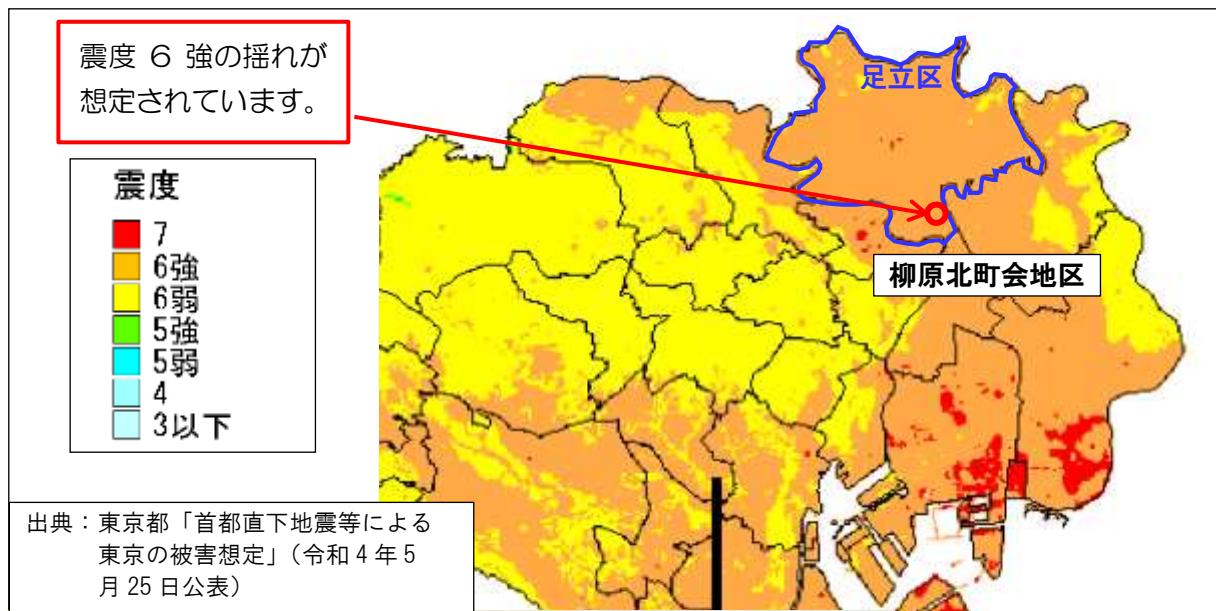 震度 6 強の揺れが
想定されています。
足立区
震度
7
6強
6弱
5強
5弱
4
3以下
柳原北町会地区
出典：東京都「首都直下地震等による
東京の被害想定」（令和4年5
月25日公表）